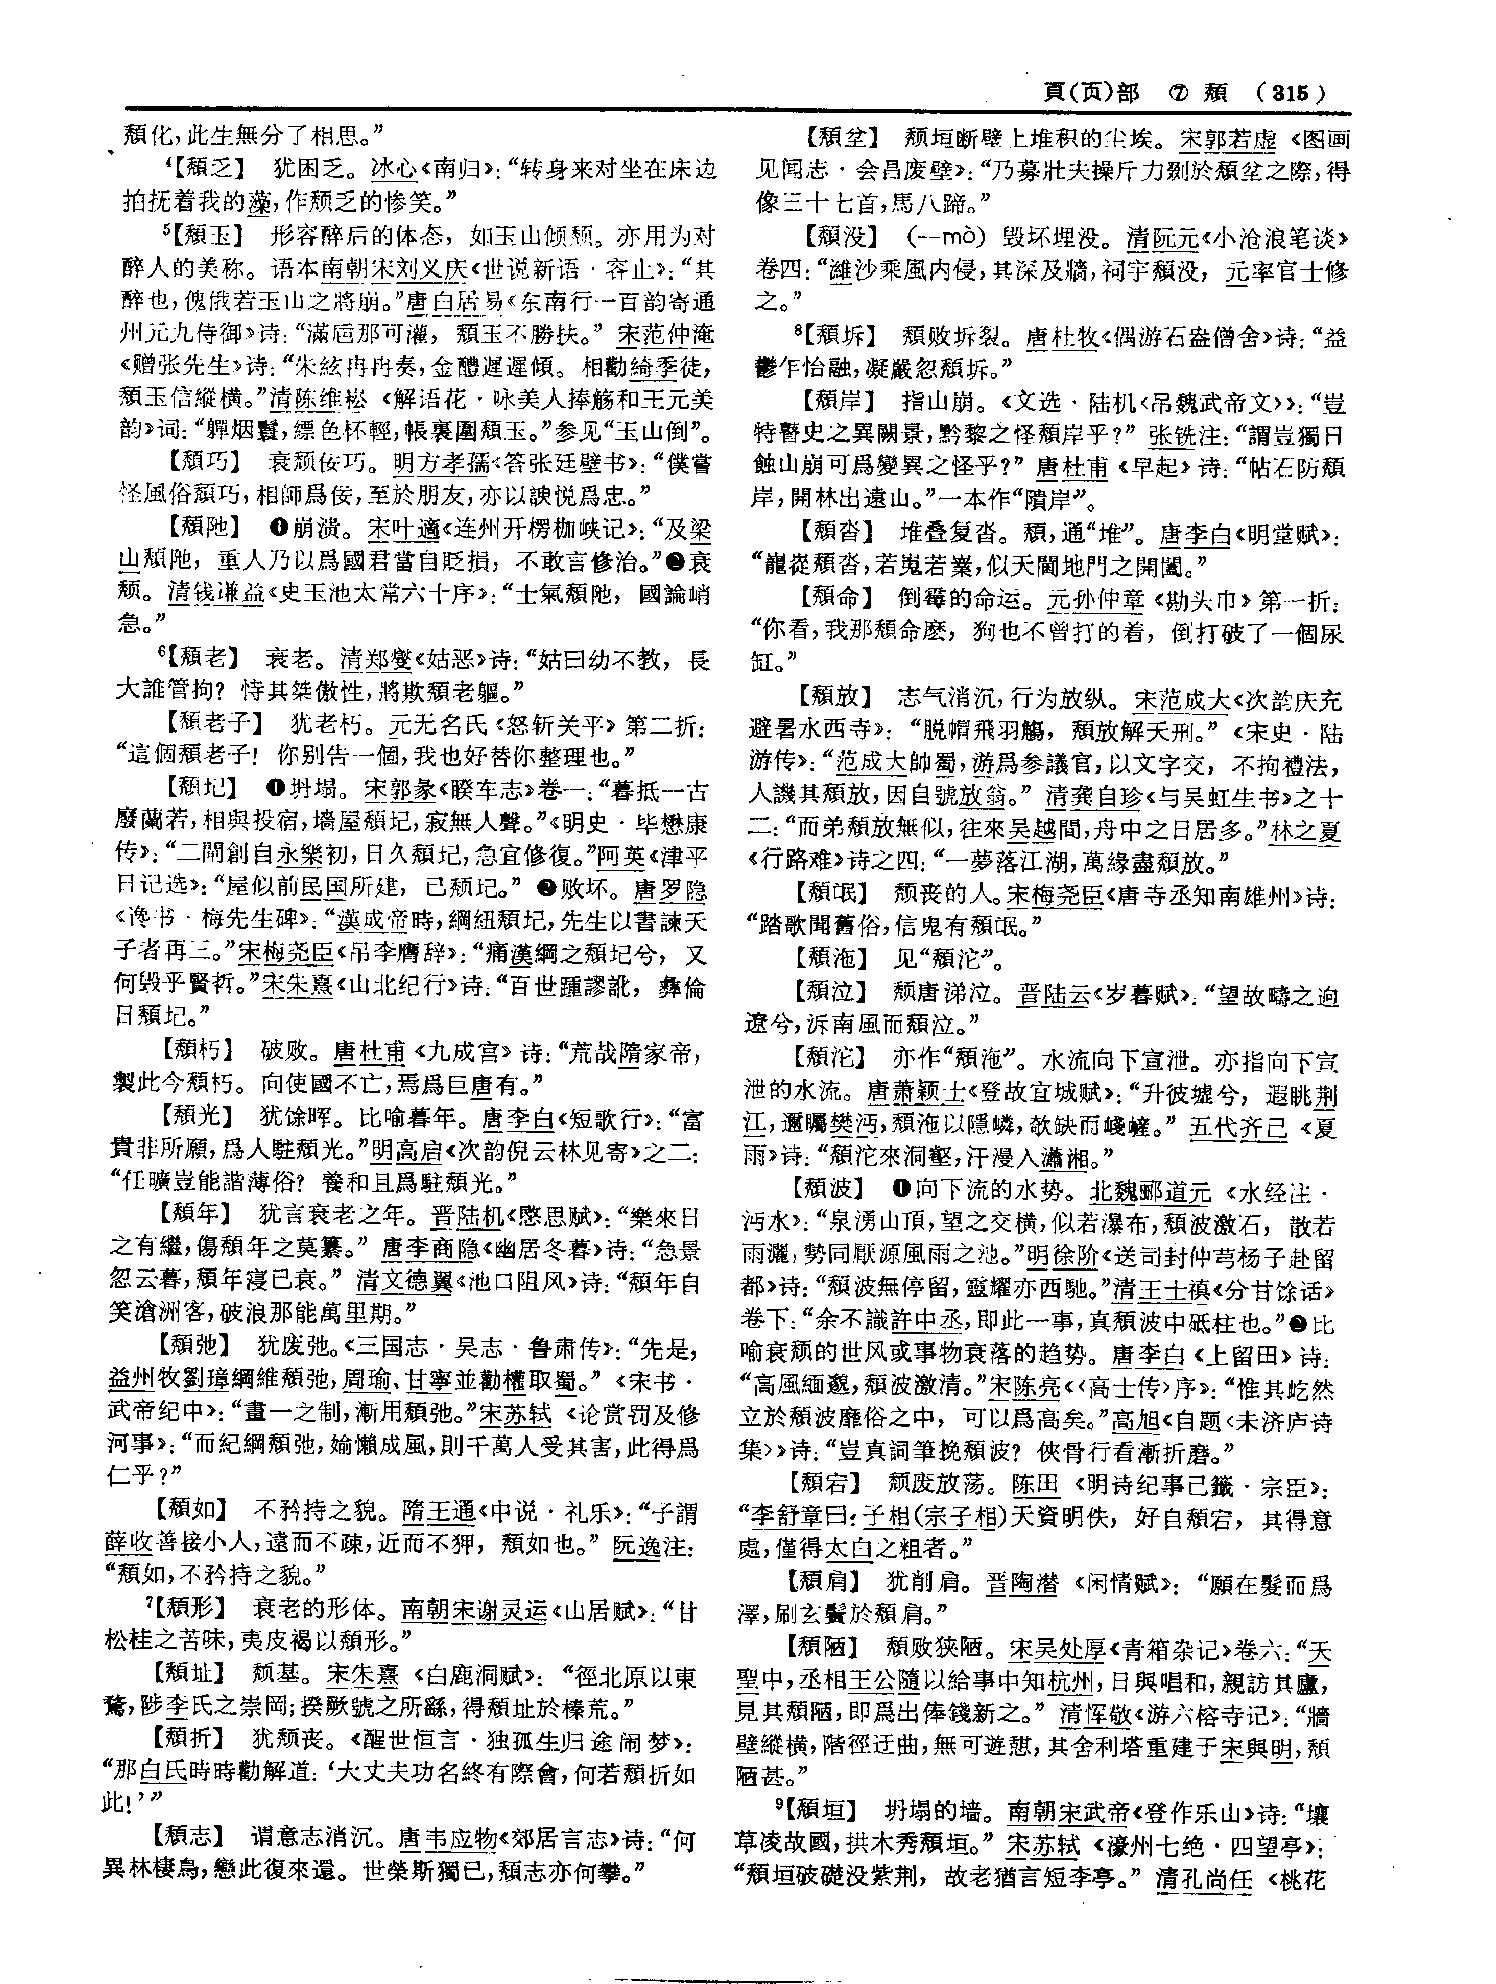 頁(页)部　⑦　頹　(315)
頹化，此生無分了相思。”
⁴【頹乏】　犹困乏。冰心《南归》：“转身来对坐在床边
拍抚着我的藻，作颓乏的惨笑。”
⁵【頹玉】　形容醉后的体态，如玉山倾颓。亦用为对
醉人的美称。语本南朝宋刘义庆《世说新语·容止》：“其
醉也，傀俄若玉山之將崩。”唐白居易《东南行一百韵寄通
州元九侍御》诗：“滿卮那可灌，頹玉不勝扶。”宋范仲淹
《赠张先生》诗：“朱絃冉冉奏，金醴遲遲傾。相勸綺季徒，
頹玉信縱橫。”清陈维崧《解语花·咏美人捧觞和王元美
韵》词：“嚲烟鬟，縹色杯輕，帳裏圍頹玉。”参见“玉山倒”。
【頹巧】　衰颓佞巧。明方孝孺《答张廷璧书》：“僕嘗
怪風俗頹巧，相師爲佞，至於朋友，亦以諛悦爲忠。”
【頹阤】　❶崩溃。宋叶適《连州开楞枷峡记》：“及梁
山頹阤，重人乃以爲國君當自貶損，不敢言修治。”❷衰
颓。清钱谦益《史玉池太常六十序》：“士氣頹阤，國論峭
急。”
⁶【頹老】　衰老。清郑燮《姑恶》诗：“姑曰幼不教，長
大誰管拘？恃其桀傲性，將欺頹老軀。”
【頹老子】　犹老朽。元无名氏《怒斩关平》第二折：
“這個頹老子！你别告一個，我也好替你整理也。”
【頹圮】　❶坍塌。宋郭彖《睽车志》卷一：“暮抵一古
廢蘭若，相與投宿，墙屋頹圮，寂無人聲。”《明史·毕懋康
传》：“二閘創自永樂初，日久頹圮，急宜修復。”阿英《津平
日记选》：“屋似前民国所建，已颓圮。”❷败坏。唐罗隐
《谗书·梅先生碑》：“漢成帝時，綱紐頹圮，先生以書諫天
子者再三。”宋梅尧臣《吊李膺辞》：“痛漢綱之頹圮兮，又
何毁乎賢哲。”宋朱熹《山北纪行》诗：“百世踵謬訛，彝倫
日頹圮。”
【頹朽】　破败。唐杜甫《九成宫》诗：“荒哉隋家帝，
製此今頹朽。向使國不亡，焉爲巨唐有。”
【頹光】　犹馀晖。比喻暮年。唐李白《短歌行》：“富
貴非所願，爲人駐頹光。”明高启《次韵倪云林见寄》之二：
“任曠豈能諧薄俗？養和且爲駐頹光。”
【頹年】　犹言衰老之年。晋陆机《愍思赋》：“樂來日
之有繼，傷頹年之莫纂。”唐李商隐《幽居冬暮》诗：“急景
忽云暮，頹年寖已衰。”清文德翼《池口阻风》诗：“頹年自
笑滄洲客，破浪那能萬里期。”
【頹弛】　犹废弛。《三国志·吴志·鲁肃传》：“先是，
益州牧劉璋綱維頹弛，周瑜、甘寧並勸權取蜀。”《宋书·
武帝纪中》：“畫一之制，漸用頹弛。”宋苏轼《论赏罚及修
河事》：“而紀綱頹弛，媮懶成風，則千萬人受其害，此得爲
仁乎？”
【頹如】　不矜持之貌。隋王通《中说·礼乐》：“子謂
薛收善接小人，遠而不疎，近而不狎，頹如也。”阮逸注：
“頹如，不矜持之貌。”
⁷【頹形】　衰老的形体。南朝宋谢灵运《山居赋》：“甘
松桂之苦味，夷皮褐以頹形。”
【頹址】　颓基。宋朱熹《白鹿洞赋》：“徑北原以東
騖，陟李氏之崇岡；揆厥號之所繇，得頹址於榛荒。”
【頹折】　犹颓丧。《醒世恒言·独孤生归途闹梦》：
“那白氏時時勸解道：‘大丈夫功名終有際會，何若頹折如
此！’”
【頹志】　谓意志消沉。唐韦应物《郊居言志》诗：“何
異林棲鳥，戀此復來還。世榮斯獨已，頹志亦何攀。”
【頹坌】　颓垣断壁上堆积的尘埃。宋郭若虚《图画
见闻志·会昌废壁》：“乃募壯夫操斤力剟於頹坌之際，得
像三十七首，馬八蹄。”
【頹没】　(--mò)毁坏埋没。清阮元《小沧浪笔谈》
卷四：“濰沙乘風内侵，其深及牆，祠宇頹没，元率官士修
之。”
⁸【頹坼】　頹败坼裂。唐杜牧《偶游石盎僧舍》诗：“益
鬱乍怡融，凝嚴忽頹坼。”
【頹岸】　指山崩。《文选·陆机〈吊魏武帝文〉》：“豈
特瞽史之異闕景，黔黎之怪頹岸乎？”张铣注：“謂豈獨日
蝕山崩可爲變異之怪乎？”唐杜甫《早起》诗：“帖石防頹
岸，開林出遠山。”一本作“隤岸”。
【頹沓】　堆叠复沓。頹，通“堆”。唐李白《明堂赋》：
“巃嵸頹沓，若嵬若嶪，似天閫地門之開闔。”
【頹命】　倒霉的命运。元孙仲章《勘头巾》第一折：
“你看，我那頹命麽，狗也不曾打的着，倒打破了一個尿
缸。”
【頹放】　志气消沉，行为放纵。宋范成大《次韵庆充
避暑水西寺》：“脱幘飛羽觴，頹放解天刑。”《宋史·陆
游传》：“范成大帥蜀，游爲參議官，以文字交，不拘禮法，
人譏其頹放，因自號放翁。”清龚自珍《与吴虹生书》之十
二：“而弟頹放無似，往來吴越間，舟中之日居多。”林之夏
《行路难》诗之四：“一夢落江湖，萬緣盡頹放。”
【頹氓】　颓丧的人。宋梅尧臣《唐寺丞知南雄州》诗：
“踏歌聞舊俗，信鬼有頹氓。”
【頹沲】　见“頹沱”。
【頹泣】　颓唐涕泣。晋陆云《岁暮赋》：“望故疇之迥
遼兮，泝南風而頹泣。”
【頹沱】　亦作“頹沲”。水流向下宣泄。亦指向下宣
泄的水流。唐萧颖士《登故宜城赋》：“升彼墟兮，遐眺荆
江，邇矚樊沔，頹沲以隱嶙，欹缺而嶘嵼。”五代齐己《夏
雨》诗：“頹沱來洞壑，汗漫入瀟湘。”
【頹波】　❶向下流的水势。北魏郦道元《水经注·
沔水》：“泉湧山頂，望之交橫，似若瀑布，頹波激石，散若
雨灑，勢同厭源風雨之池。”明徐阶《送司封仲芎杨子赴留
都》诗：“頹波無停留，靈耀亦西馳。”清王士禛《分甘馀话》
卷下：“余不識許中丞，即此一事，真頹波中砥柱也。”❷比
喻衰颓的世风或事物衰落的趋势。唐李白《上留田》诗：
“高風緬邈，頹波激清。”宋陈亮《〈高士传〉序》：“惟其屹然
立於頹波靡俗之中，可以爲高矣。”高旭《自题〈未济庐诗
集〉》诗：“豈真詞筆挽頹波？俠骨行看漸折磨。”
【頹宕】　颓废放荡。陈田《明诗纪事己籤·宗臣》：
“李舒章曰：子相(宗子相)天資明佚，好自頹宕，其得意
處，僅得太白之粗者。”
【頹肩】　犹削肩。晋陶潜《闲情赋》：“願在髮而爲
澤，刷玄鬢於頹肩。”
【頹陋】　頹败狭陋。宋吴处厚《青箱杂记》卷六：“天
聖中，丞相王公隨以給事中知杭州，日與唱和，親訪其廬，
見其頹陋，即爲出俸錢新之。”清恽敬《游六榕寺记》：“牆
壁縱橫，階徑迂曲，無可遊憩，其舍利塔重建于宋與明，頹
陋甚。”
⁹【頹垣】　坍塌的墙。南朝宋武帝《登作乐山》诗：“壤
草凌故國，拱木秀頹垣。”宋苏轼《濠州七绝·四望亭》：
“頹垣破礎没紫荆，故老猶言短李亭。”清孔尚任《桃花